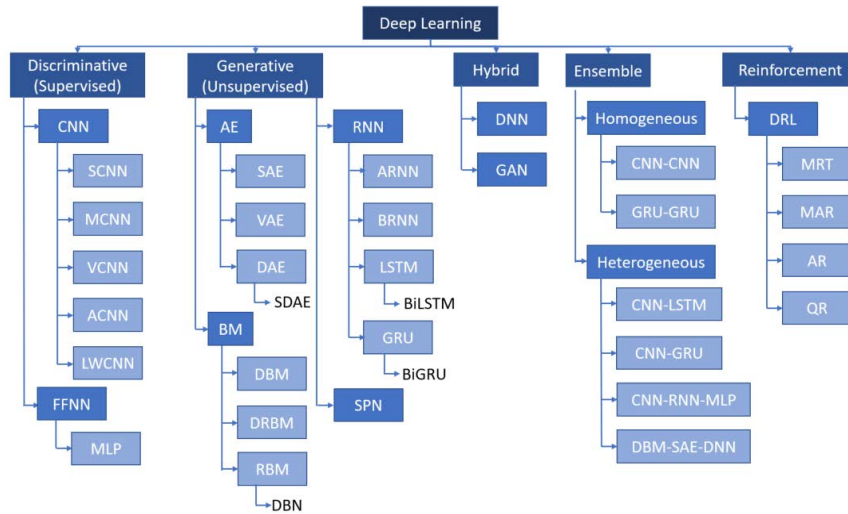 Deep Learning
Discriminative
(Supervised)
CNN
SCNN
MCNN
VCNN
ACNN
LWCNN
FFNN
MLP
Generative
(Unsupervised)
AE
SAE
VAE
DAE
SDAE
BM
DBM
DRBM
RBM
DBN
RNN
ARNN
BRNN
LSTM
BiLSTM
GRU
BiGRU
SPN
Hybrid
DNN
GAN
Ensemble
Homogeneous
CNN-CNN
GRU-GRU
Heterogeneous
CNN-LSTM
CNN-GRU
CNN-RNN-MLP
DBM-SAE-DNN
Reinforcement
DRL
MRT
MAR
AR
QR